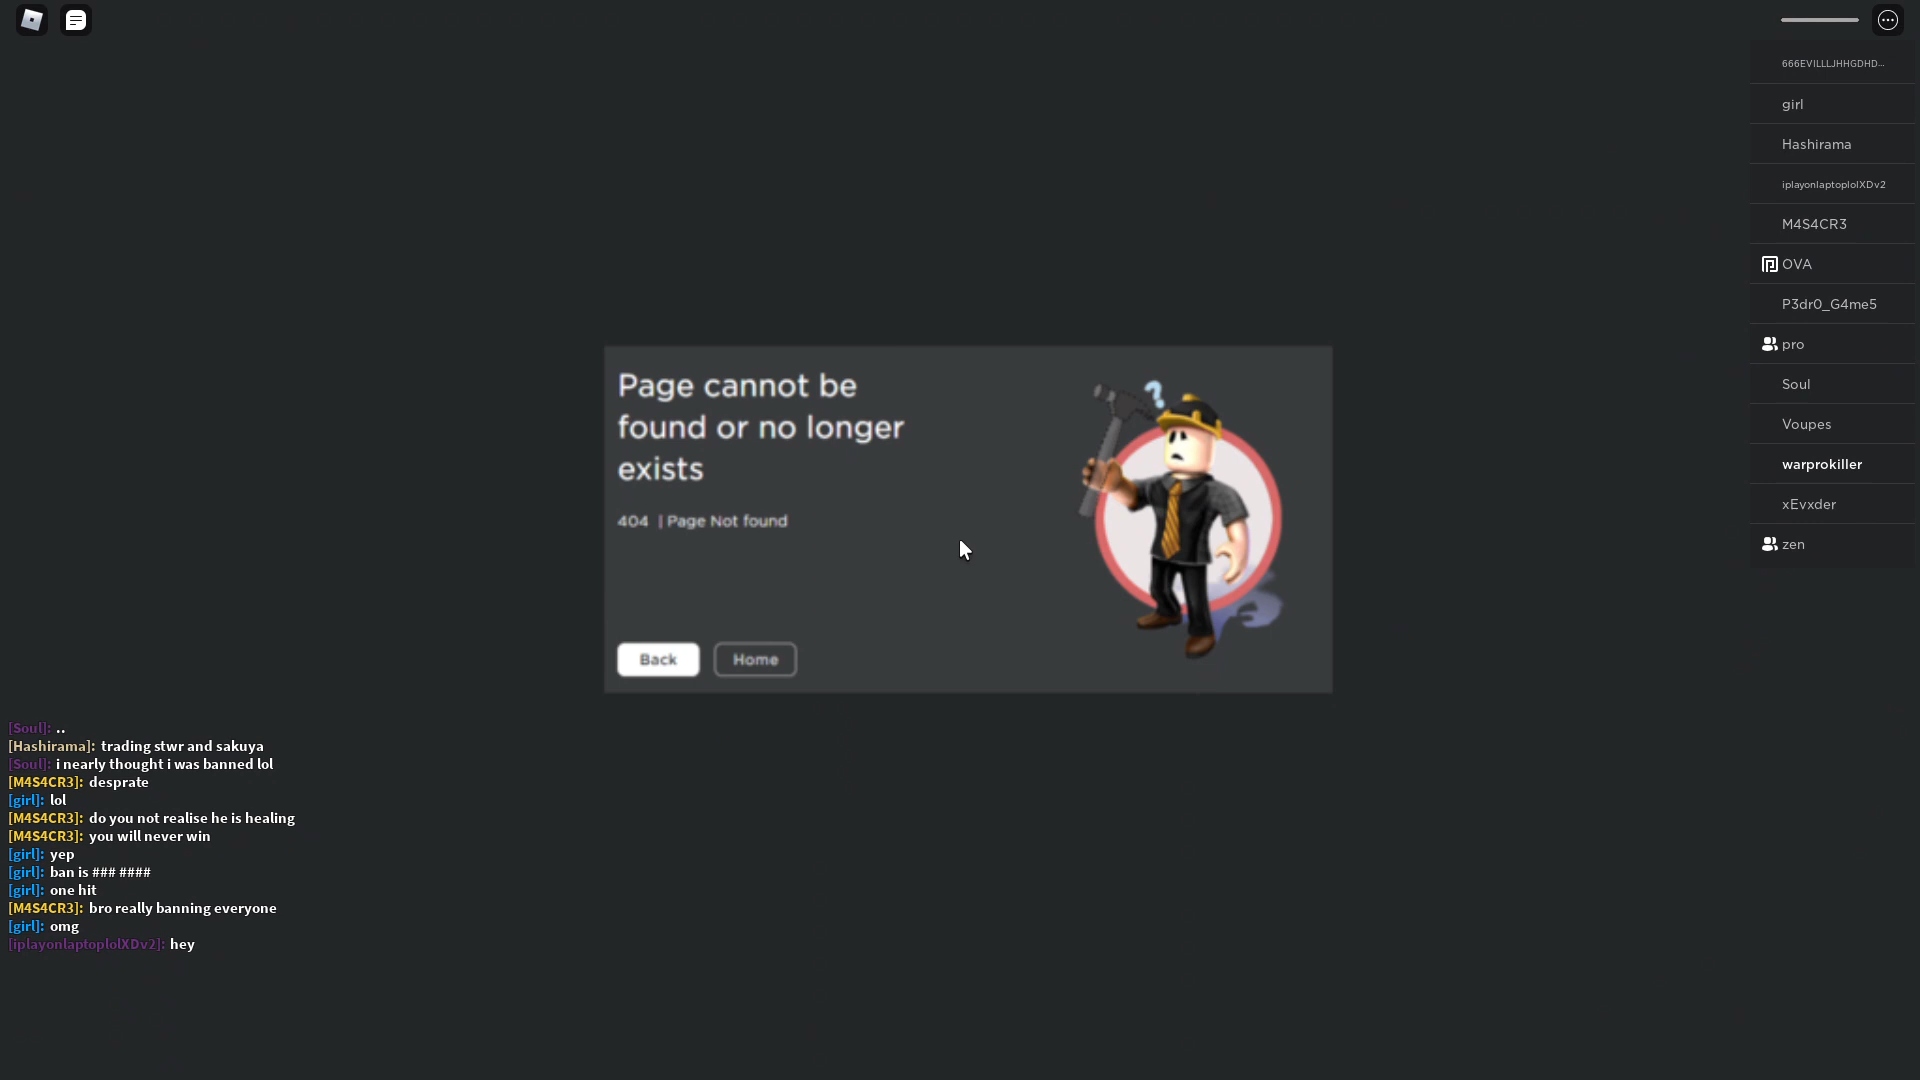 666EVILLLJHHGDHD...
girl
Hashirama
iplayonlaptoplolXDv2
M4S4CR3
OVA
P3dr0_G4me5
pro
Soul
Voupes
warprokiller
xEvxder
zen
Page cannot be
found or no longer
exists
404 | Page Not found
?
Back Home
[Soul]: ..
[Hashirama]: trading stwr and sakuya
[Soul]: i nearly thought i was banned lol
[M4S4CR3]: desprate
[girl]: lol
[M4S4CR3]: do you not realise he is healing
[M4S4CR3]: you will never win
[girl]: yep
[girl]: ban is ### ####
[girl]: one hit
[M4S4CR3]: bro really banning everyone
[girl]: omg
[iplayonlaptoplolXDv2]: hey